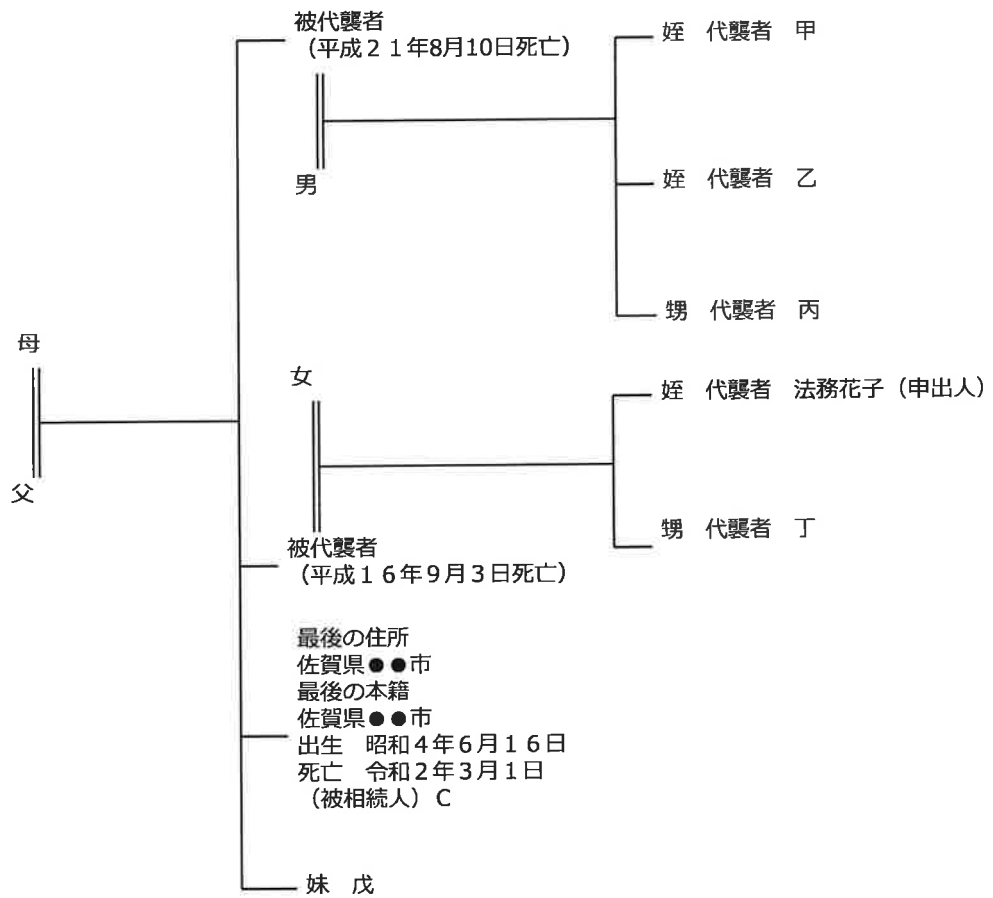 被代襲者
（平成２１年8月10日死亡）
男
姪　代襲者　甲
姪　代襲者　乙
甥　代襲者　丙
母
父
女
被代襲者
（平成１６年９月３日死亡）
姪　代襲者　法務花子（申出人）
甥　代襲者　丁
最後の住所
佐賀県●●市
最後の本籍
佐賀県●●市
出生　昭和４年６月１６日
死亡　令和２年３月１日
（被相続人）Ｃ
妹　戊